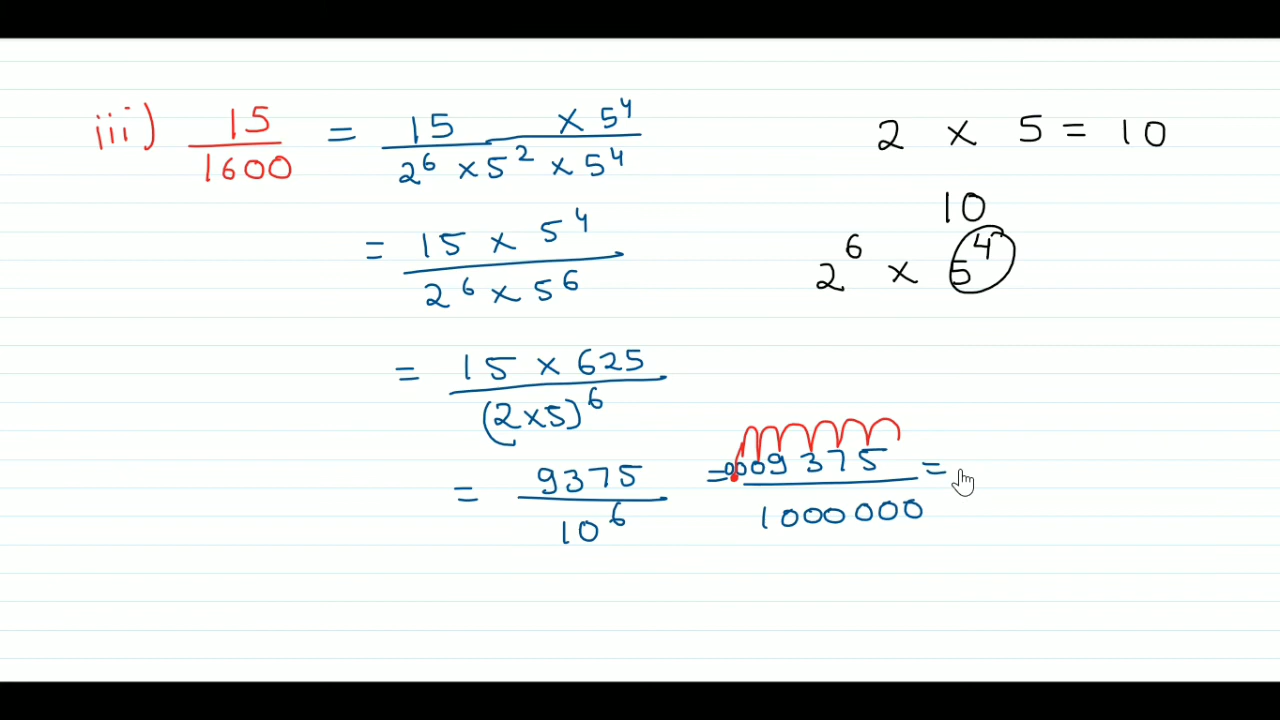 iii) 15/1600 = 15 × 5⁴ / 2⁶ × 5² × 5⁴
2 × 5 = 10
10
2⁶ × 5⁴
= 15 × 5⁴ / 2⁶ × 5⁶
= 15 × 625 / (2×5)⁶
= 9375 / 10⁶ = .0009375 / 1000000 =